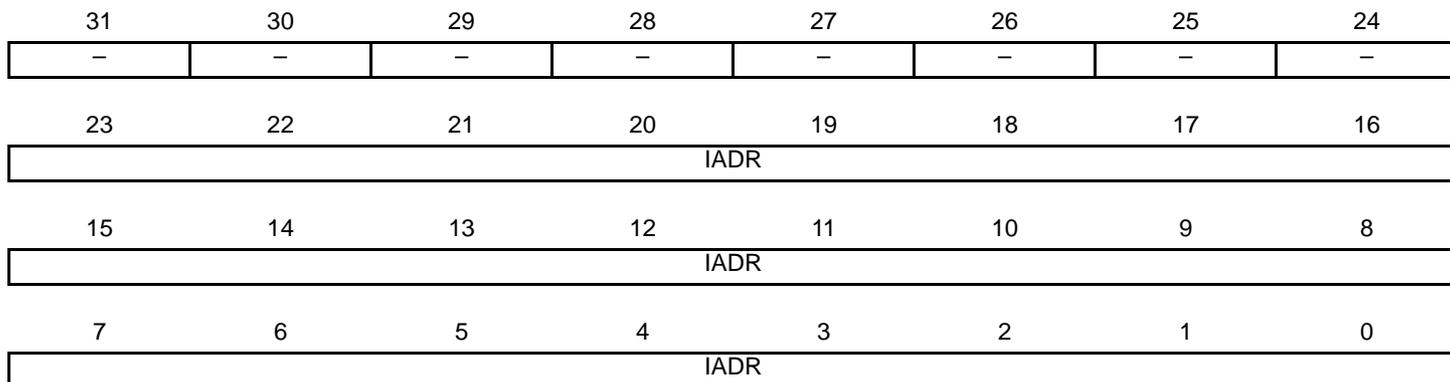 31 30 29 28 27 26 25 24
– – – – – – – –
23 22 21 20 19 18 17 16
IADR
15 14 13 12 11 10 9 8
IADR
7 6 5 4 3 2 1 0
IADR